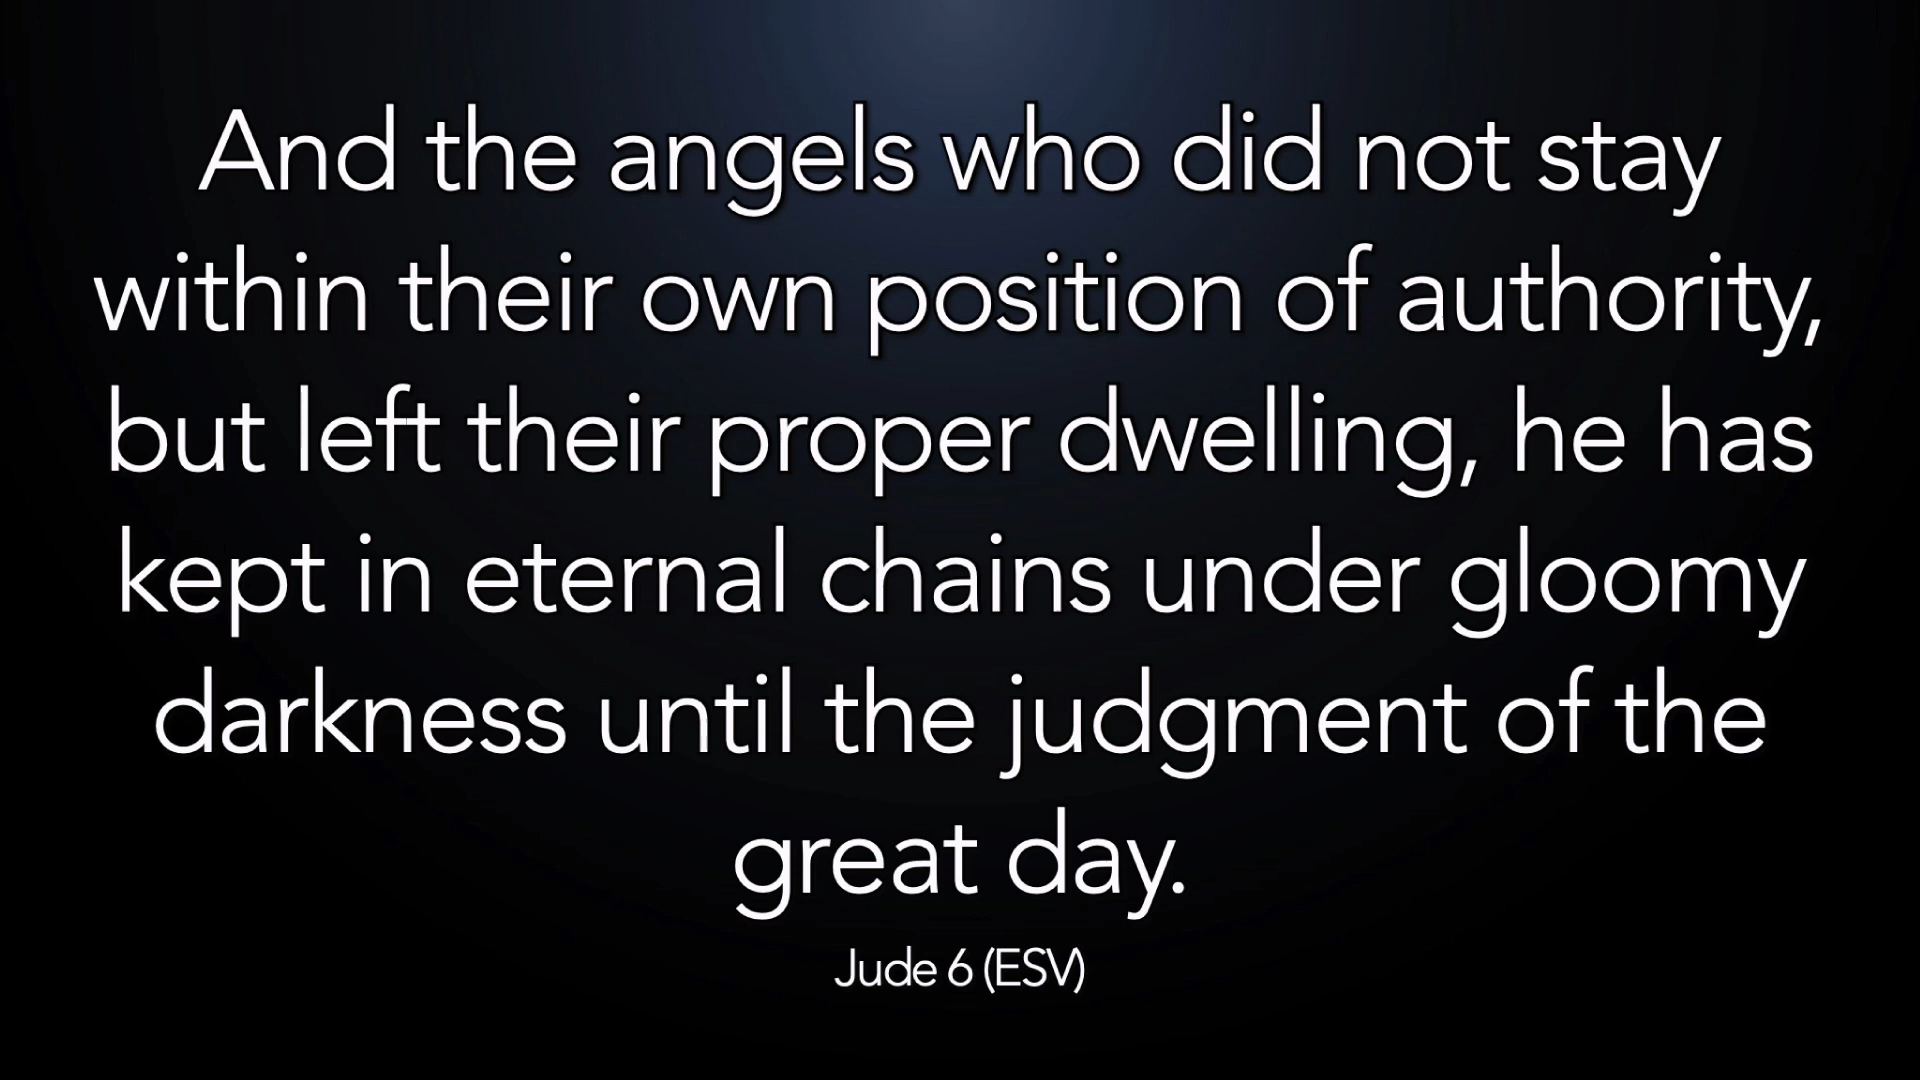 And the angels who did not stay
within their own position of authority,
but left their proper dwelling, he has
kept in eternal chains under gloomy
darkness until the judgment of the
great day.
Jude 6 (ESV)